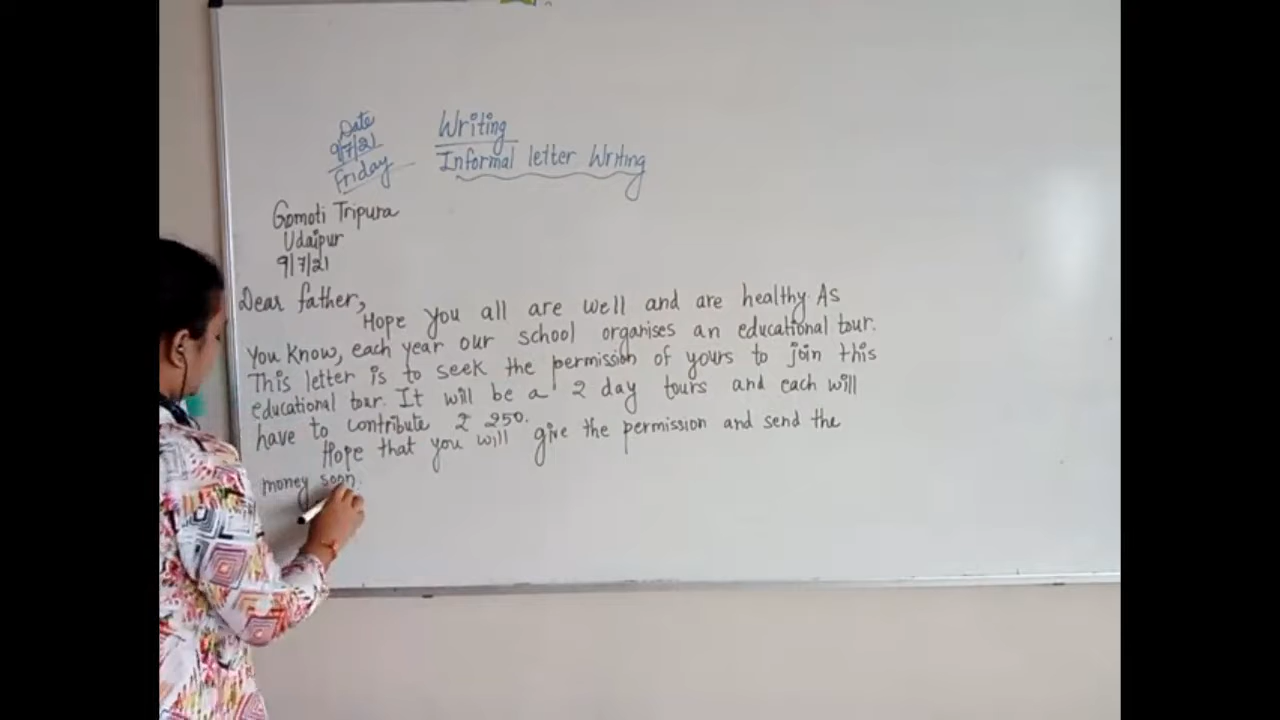 Date
9/7/21
Friday
Writing
Informal letter Writing
Gomoti Tripura
Udaipur
9/7/21
Dear father,
Hope you all are well and are healthy. As
You know, each year our school organises an educational tour.
This letter is to seek the permission of yours to join this
educational tour. It will be a 2 day tours and each will
have to contribute ₹ 250.
Hope that you will give the permission and send the
money soon.